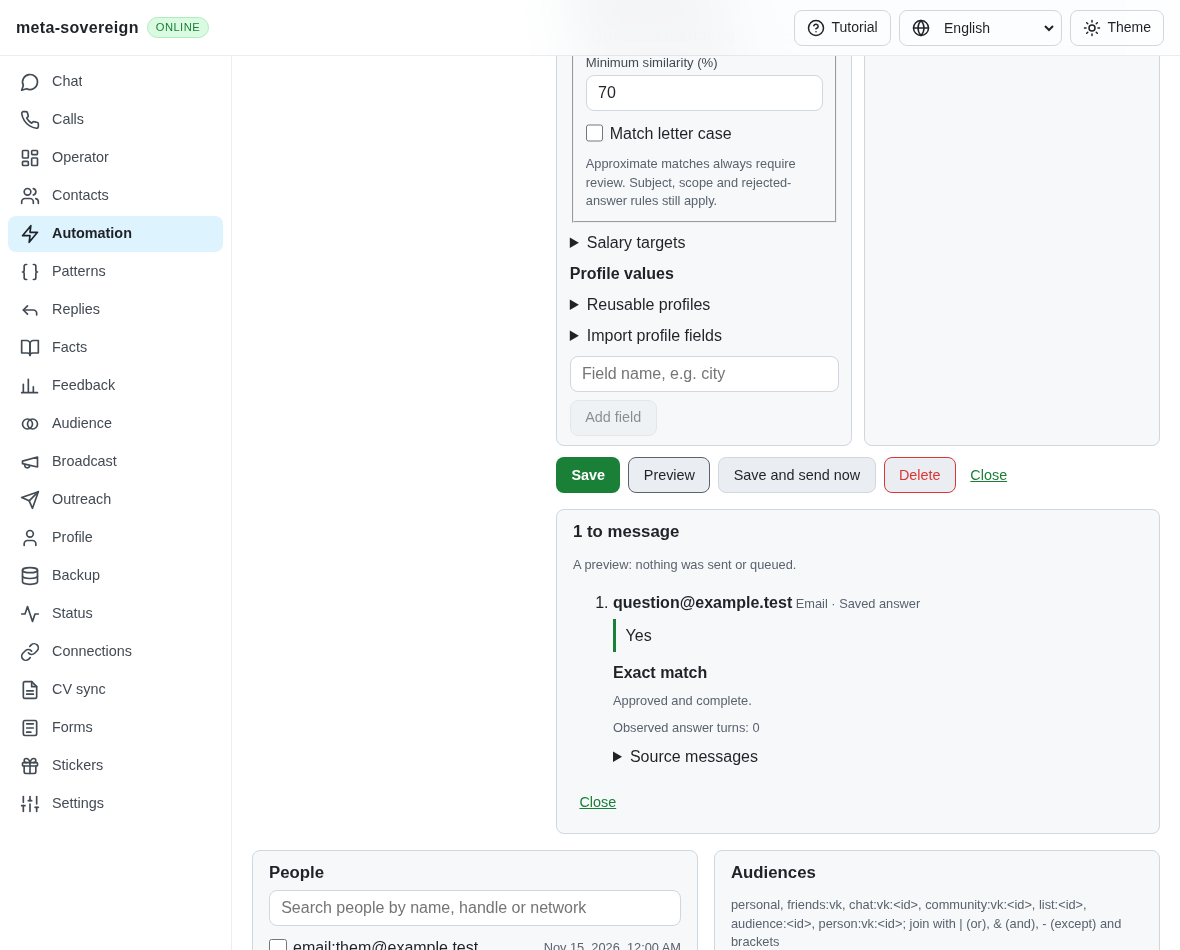 meta-sovereign
ONLINE
Tutorial
English
Theme
Chat
Calls
Operator
Contacts
Automation
Patterns
Replies
Facts
Feedback
Audience
Broadcast
Outreach
Profile
Backup
Status
Connections
CV sync
Forms
Stickers
Settings
Minimum similarity (%)
70
Match letter case
Approximate matches always require
review. Subject, scope and rejected-
answer rules still apply.
Salary targets
Profile values
Reusable profiles
Import profile fields
Field name, e.g. city
Add field
Save
Preview
Save and send now
Delete
Close
1 to message
A preview: nothing was sent or queued.
1. question@example.test Email · Saved answer
Yes
Exact match
Approved and complete.
Observed answer turns: 0
Source messages
Close
People
Search people by name, handle or network
email:them@example.test
Nov 15, 2026, 12:00 AM
Audiences
personal, friends:vk, chat:vk:<id>, community:vk:<id>, list:<id>,
audience:<id>, person:vk:<id>; join with | (or), & (and), - (except) and
brackets